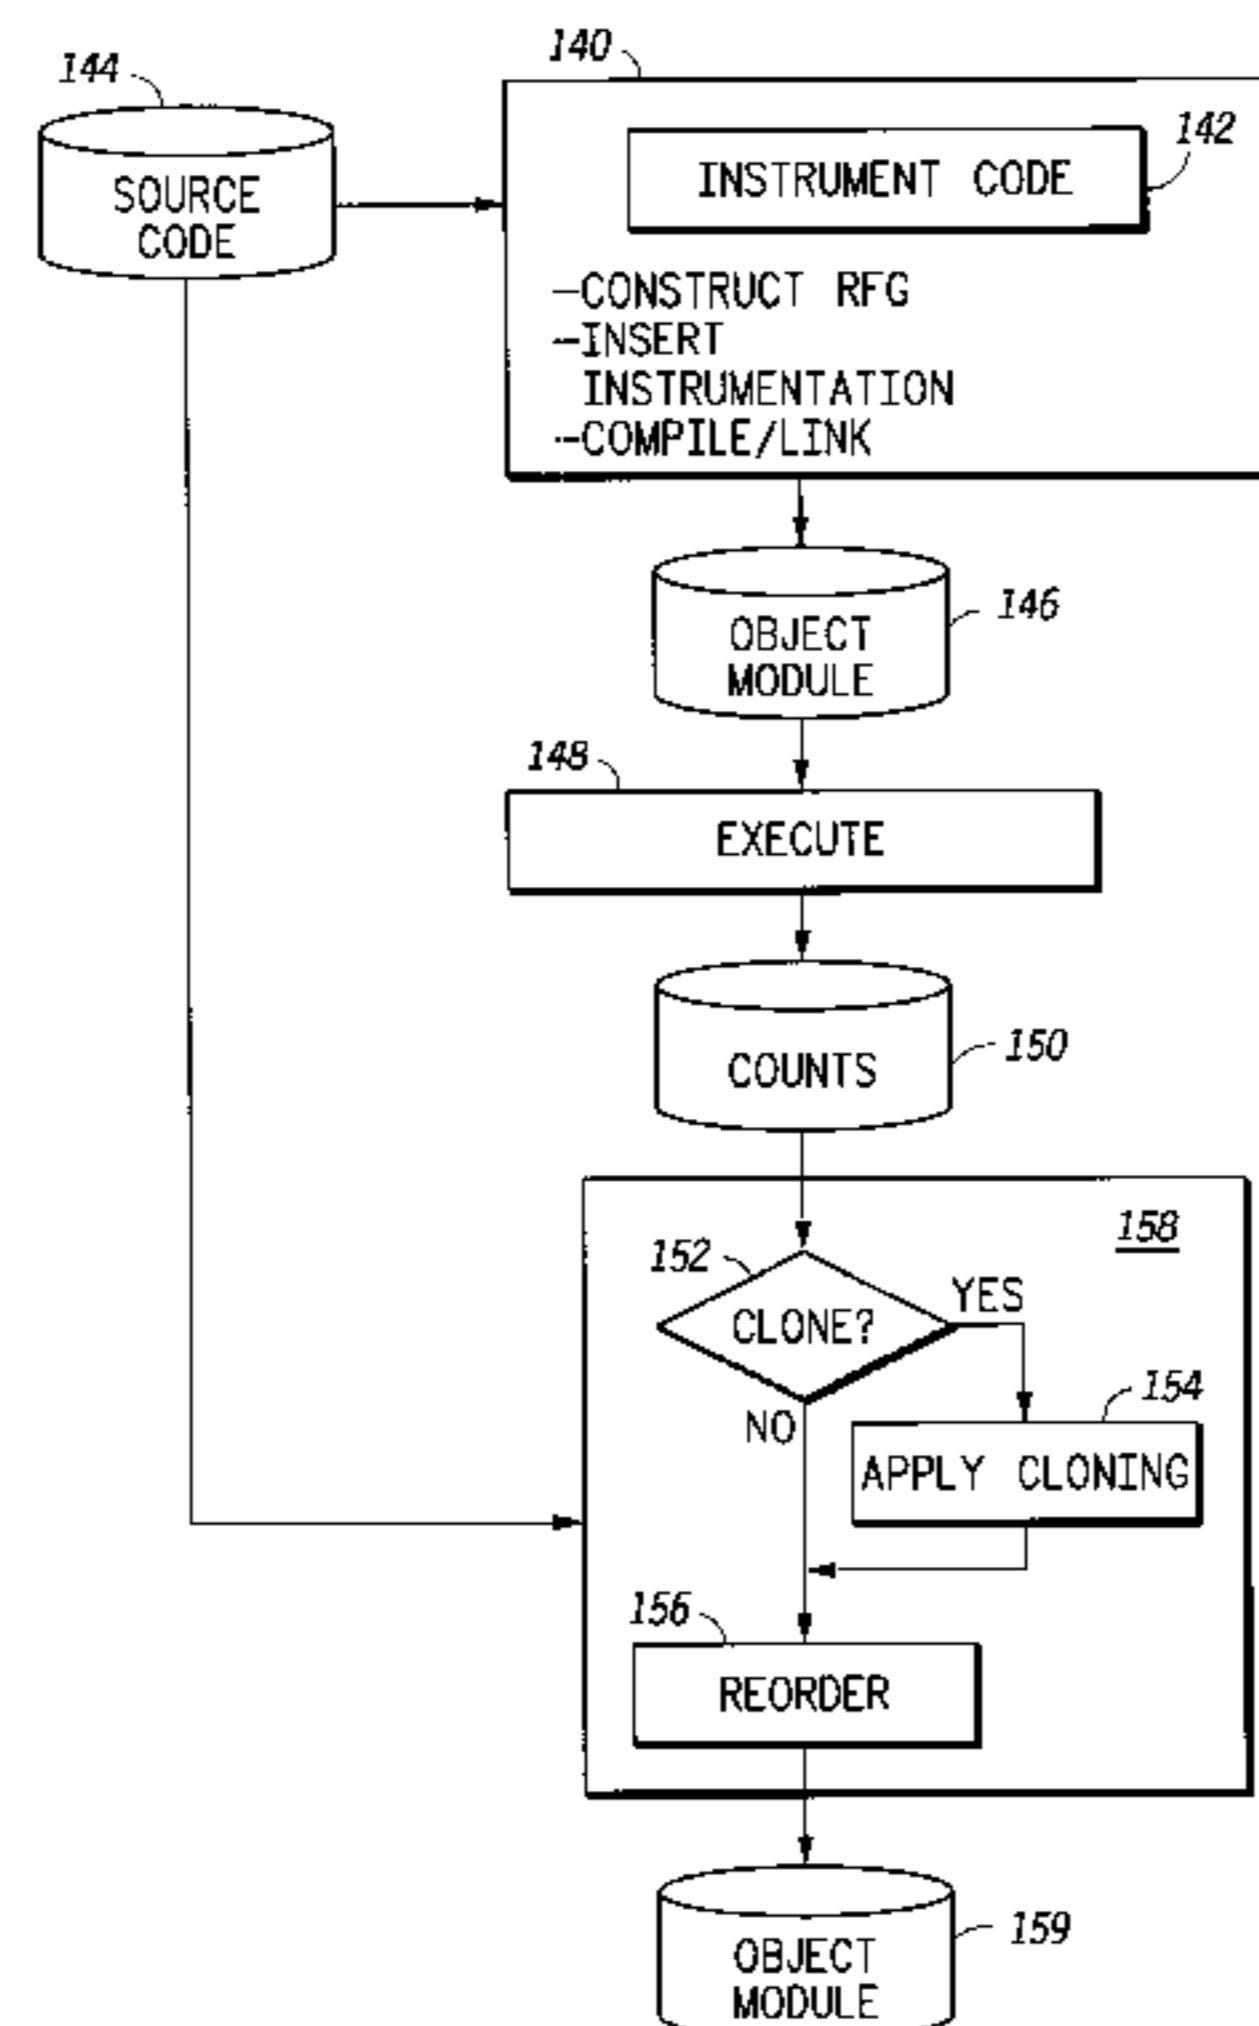 144
140
SOURCE
CODE
INSTRUMENT CODE
142
-CONSTRUCT RFG
-INSERT
INSTRUMENTATION
-COMPILE/LINK
OBJECT
MODULE
146
148
EXECUTE
COUNTS
150
158
152
CLONE?
YES
NO
154
APPLY CLONING
156
REORDER
OBJECT
MODULE
159